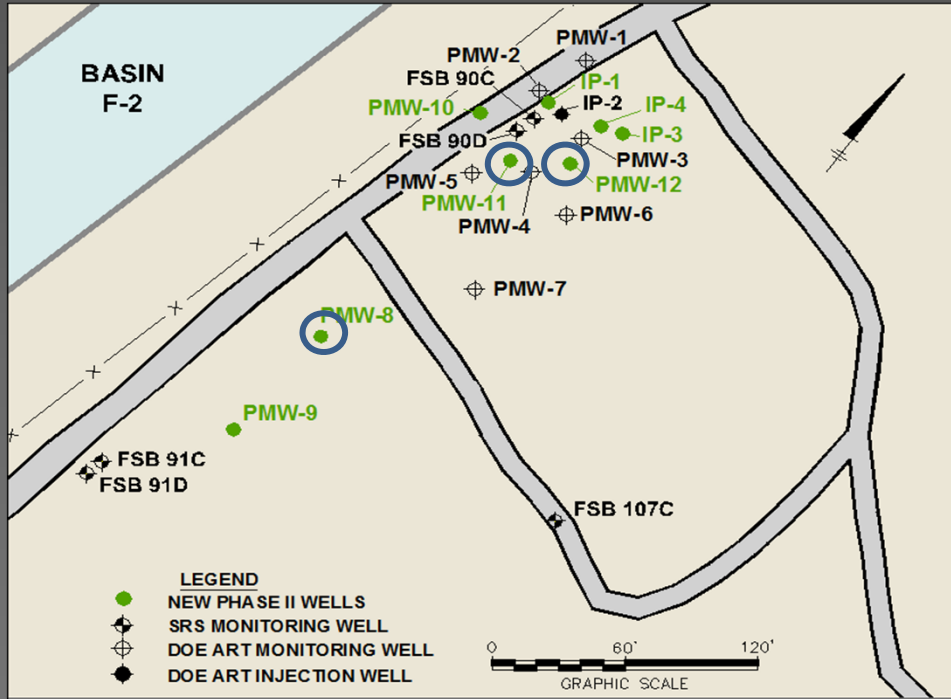 BASIN
F-2
PMW-1
PMW-2
FSB 90C
IP-1
PMW-10
IP-2
IP-4
FSB 90D
IP-3
PMW-3
PMW-5
PMW-12
PMW-11
PMW-4
PMW-6
PMW-7
PMW-8
PMW-9
FSB 91C
FSB 91D
FSB 107C
LEGEND
NEW PHASE II WELLS
SRS MONITORING WELL
DOE ART MONITORING WELL
DOE ART INJECTION WELL
0 60' 120'
GRAPHIC SCALE